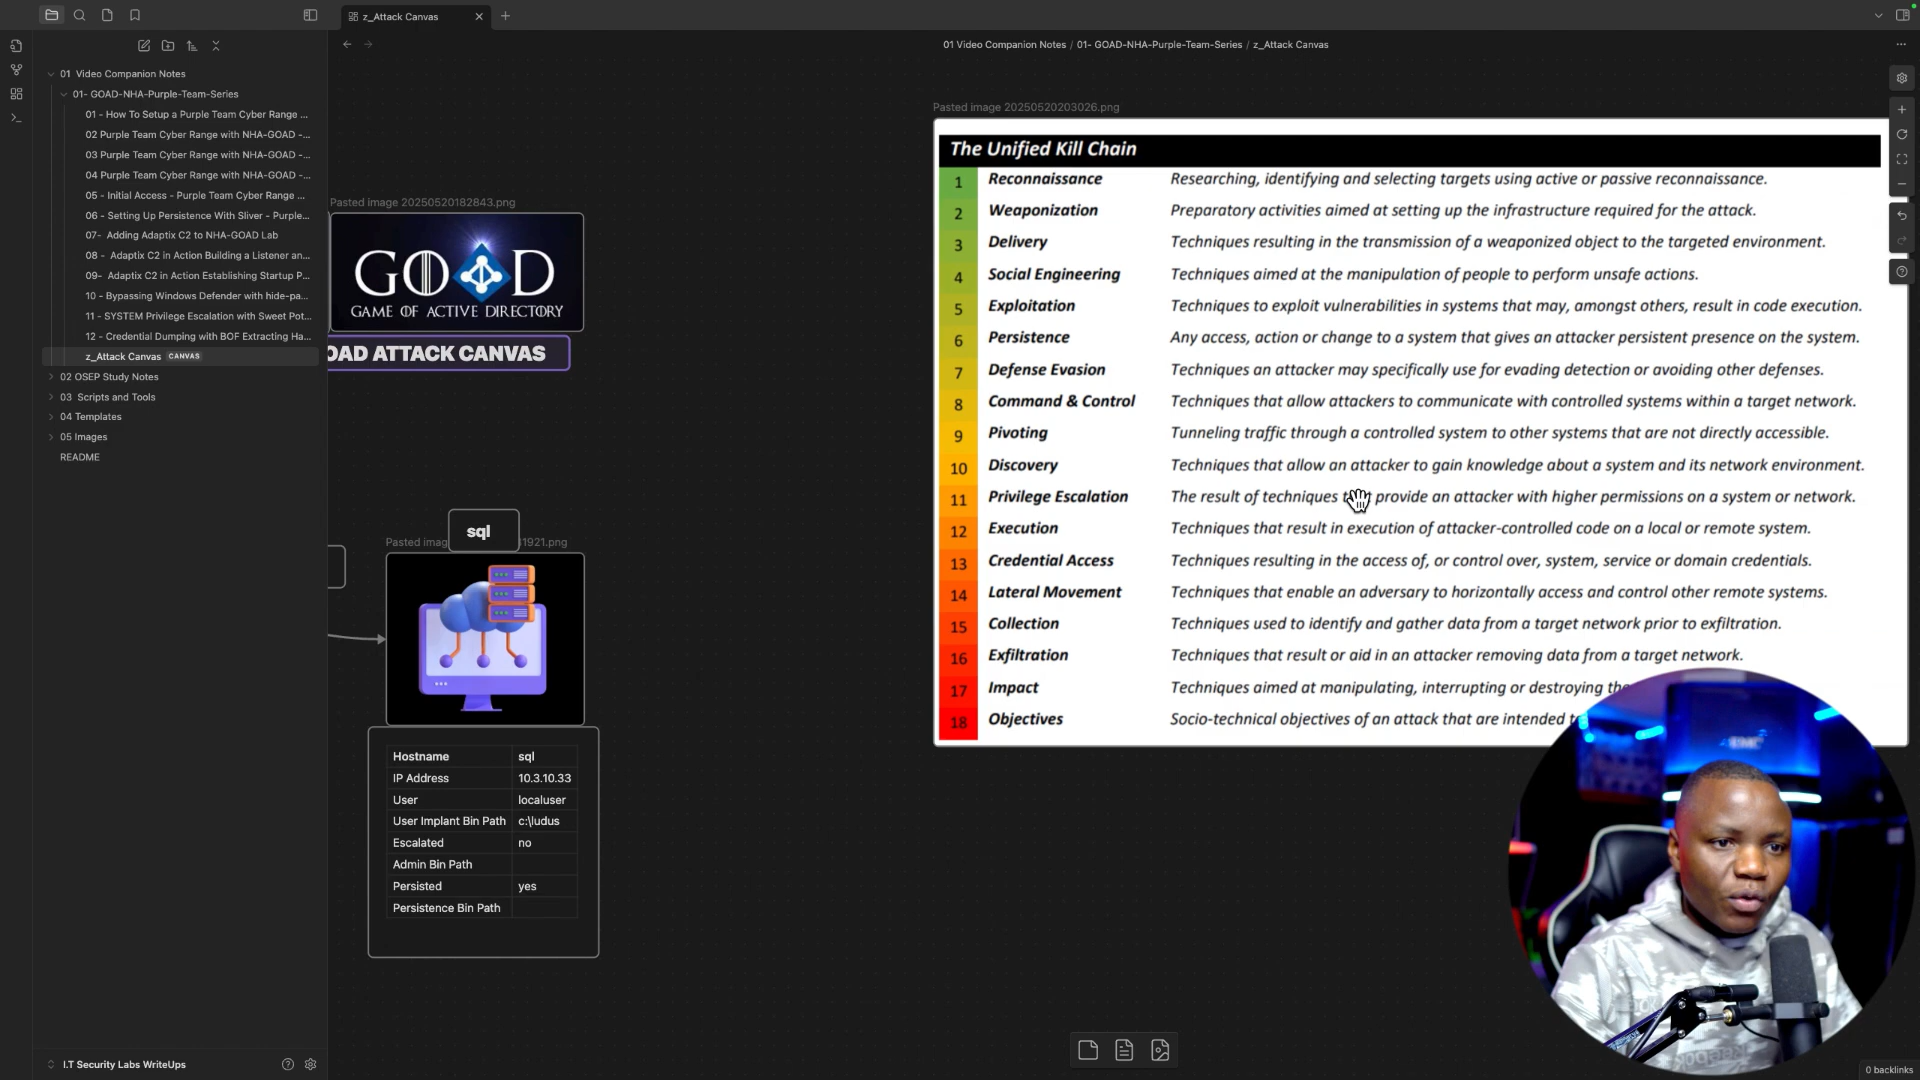 z_Attack Canvas
01 Video Companion Notes / 01- GOAD-NHA-Purple-Team-Series / z_Attack Canvas
01 Video Companion Notes
01- GOAD-NHA-Purple-Team-Series
01 - How To Setup a Purple Team Cyber Range ...
02 Purple Team Cyber Range with NHA-GOAD -...
03 Purple Team Cyber Range with NHA-GOAD -...
04 Purple Team Cyber Range with NHA-GOAD -...
05 - Initial Access - Purple Team Cyber Range ...
06 - Setting Up Persistence With Sliver - Purple...
07- Adding Adaptix C2 to NHA-GOAD Lab
08 - Adaptix C2 in Action Building a Listener an...
09- Adaptix C2 in Action Establishing Startup P...
10 - Bypassing Windows Defender with hide-pa...
11 - SYSTEM Privilege Escalation with Sweet Pot...
12 - Credential Dumping with BOF Extracting Ha...
z_Attack Canvas CANVAS
02 OSEP Study Notes
03 Scripts and Tools
04 Templates
05 Images
README
I.T Security Labs WriteUps
Pasted image 20250520182843.png
GOAD
GAME OF ACTIVE DIRECTORY
OAD ATTACK CANVAS
sql
Pasted imag 1921.png
Hostname sql
IP Address 10.3.10.33
User localuser
User Implant Bin Path c:\ludus
Escalated no
Admin Bin Path
Persisted yes
Persistence Bin Path
Pasted image 20250520203026.png
The Unified Kill Chain
1 Reconnaissance Researching, identifying and selecting targets using active or passive reconnaissance.
2 Weaponization Preparatory activities aimed at setting up the infrastructure required for the attack.
3 Delivery Techniques resulting in the transmission of a weaponized object to the targeted environment.
4 Social Engineering Techniques aimed at the manipulation of people to perform unsafe actions.
5 Exploitation Techniques to exploit vulnerabilities in systems that may, amongst others, result in code execution.
6 Persistence Any access, action or change to a system that gives an attacker persistent presence on the system.
7 Defense Evasion Techniques an attacker may specifically use for evading detection or avoiding other defenses.
8 Command & Control Techniques that allow attackers to communicate with controlled systems within a target network.
9 Pivoting Tunneling traffic through a controlled system to other systems that are not directly accessible.
10 Discovery Techniques that allow an attacker to gain knowledge about a system and its network environment.
11 Privilege Escalation The result of techniques provide an attacker with higher permissions on a system or network.
12 Execution Techniques that result in execution of attacker-controlled code on a local or remote system.
13 Credential Access Techniques resulting in the access of, or control over, system, service or domain credentials.
14 Lateral Movement Techniques that enable an adversary to horizontally access and control other remote systems.
15 Collection Techniques used to identify and gather data from a target network prior to exfiltration.
16 Exfiltration Techniques that result or aid in an attacker removing data from a target network.
17 Impact Techniques aimed at manipulating, interrupting or destroying
18 Objectives Socio-technical objectives of an attack that are intended
0 backlinks